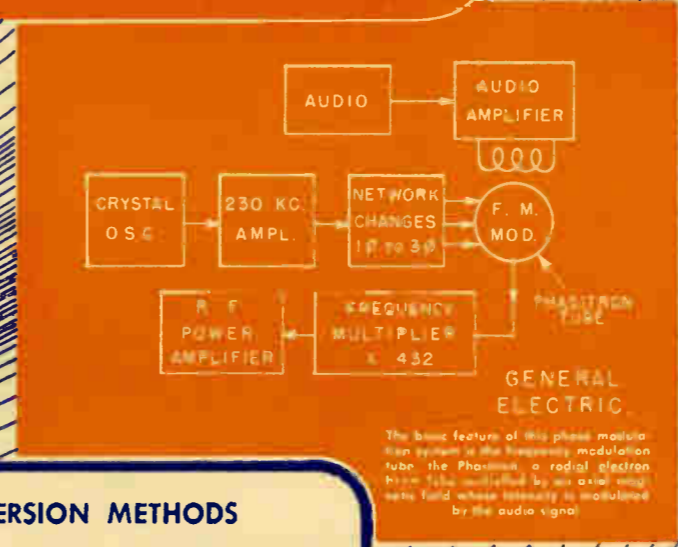 AUDIO
AUDIO
AMPLIFIER
CRYSTAL
OSC.
230 KC
AMPL.
NETWORK
CHANGES
1Ø to 3Ø
F. M.
MOD.
PHASITRON
TUBE
R F
POWER
AMPLIFIER
FREQUENCY
MULTIPLIER
X 432
GENERAL
ELECTRIC
The basic feature of this phase modula-
tion system is the frequency modulation
tube the Phasitron, a radial electron
beam tube controlled by an axial mag-
netic field whose intensity is modulated
by the audio signal
ERSION METHODS